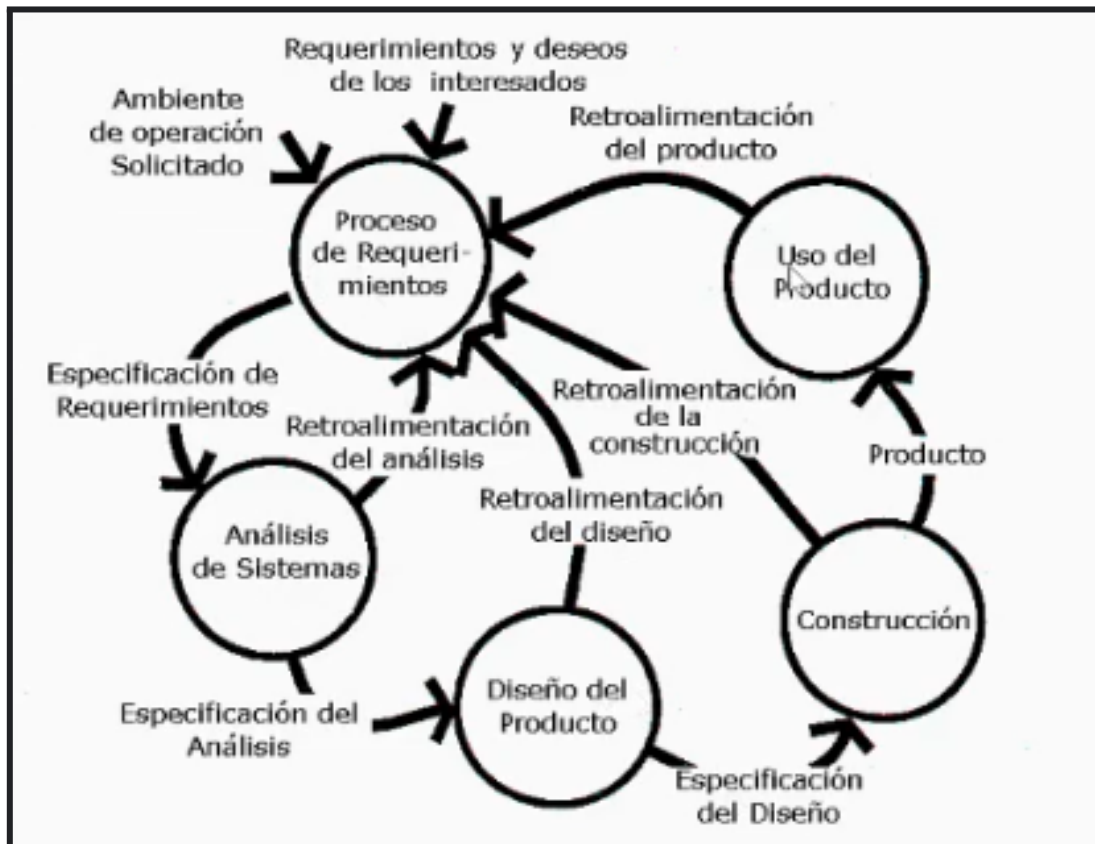 Requerimientos y deseos
de los interesados
Ambiente
de operación
Solicitado
Retroalimentación
del producto
Proceso
de Requeri-
mientos
Uso del
Producto
Especificación de
Requerimientos
Retroalimentación
del análisis
Retroalimentación
de la
construcción
Producto
Retroalimentación
del diseño
Análisis
de Sistemas
Construcción
Diseño del
Producto
Especificación del
Análisis
Especificación
del Diseño